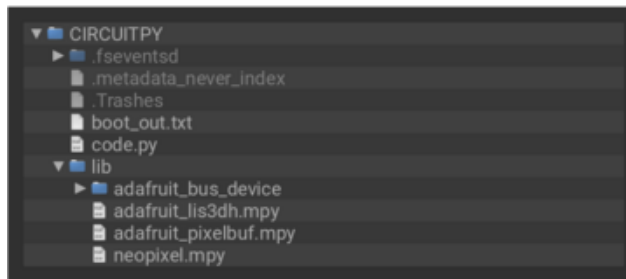 CIRCUITPY
.fseventsd
.metadata_never_index
.Trashes
boot_out.txt
code.py
lib
adafruit_bus_device
adafruit_lis3dh.mpy
adafruit_pixelbuf.mpy
neopixel.mpy